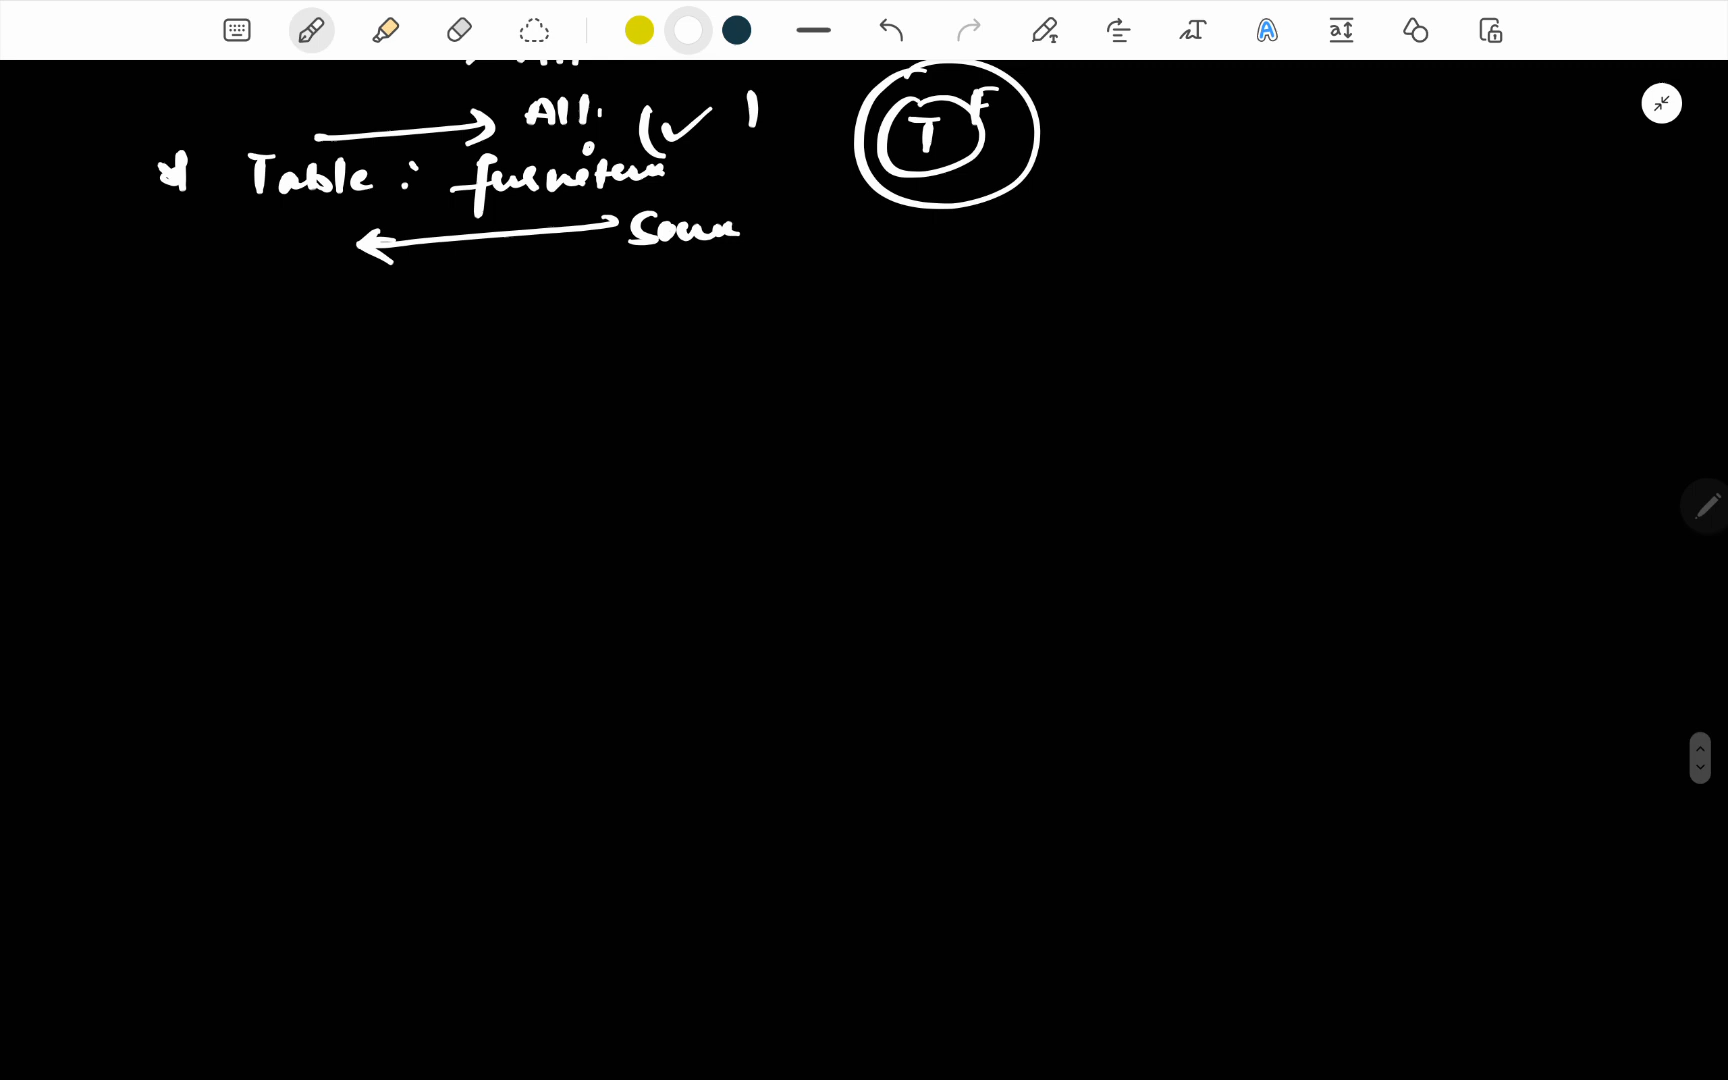 All. (✓)
* Table : furniture
Some
T F